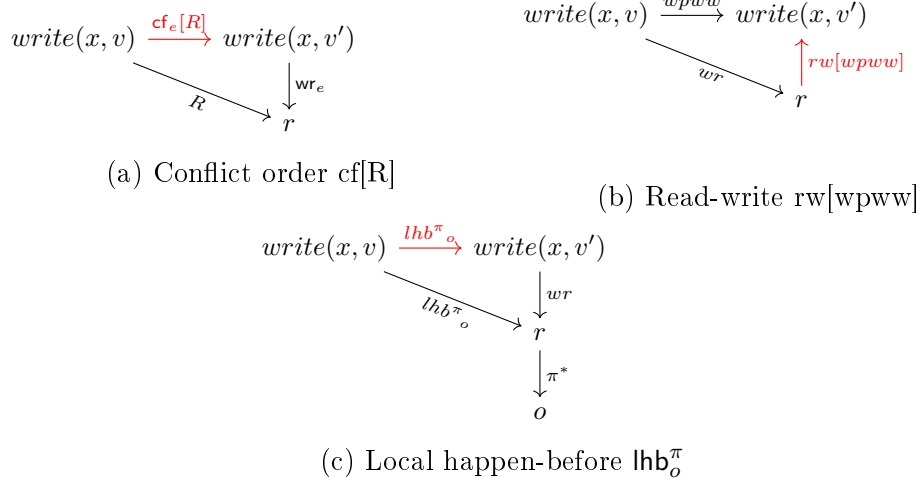 write(x, v) cf_e[R] write(x, v′)
R
wr_e
r
(a) Conflict order cf[R]
write(x, v) wpww write(x, v′)
wr
rw[wpww]
r
(b) Read-write rw[wpww]
write(x, v) lhb^π_o write(x, v′)
lhb^π_o
wr
r
π*
o
(c) Local happen-before lhb^π_o